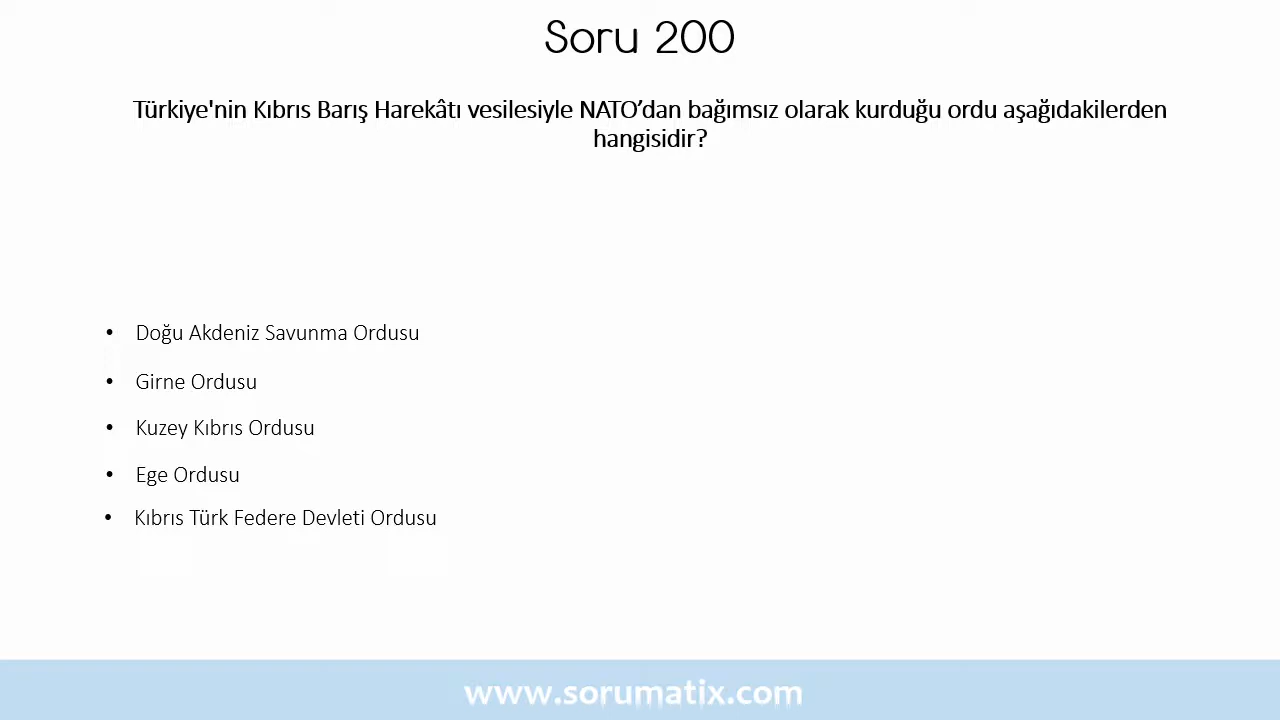 Soru 200
Türkiye'nin Kıbrıs Barış Harekâtı vesilesiyle NATO’dan bağımsız olarak kurduğu ordu aşağıdakilerden
hangisidir?
• Doğu Akdeniz Savunma Ordusu
• Girne Ordusu
• Kuzey Kıbrıs Ordusu
• Ege Ordusu
• Kıbrıs Türk Federe Devleti Ordusu
www.sorumatix.com